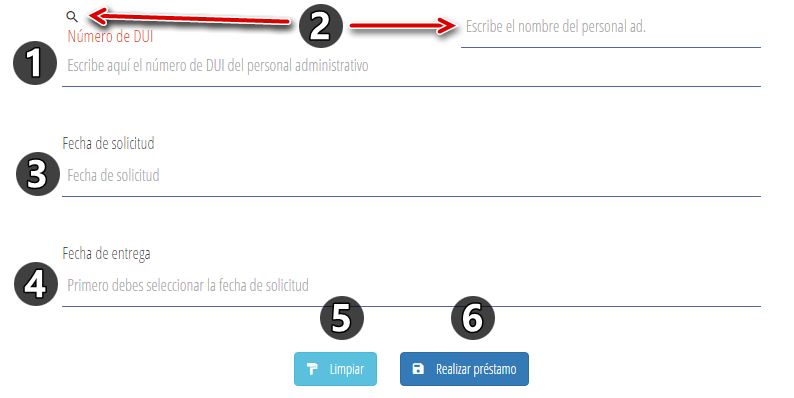 2
Escribe el nombre del personal ad.
Número de DUI
1
Escribe aquí el número de DUI del personal administrativo
Fecha de solicitud
3
Fecha de solicitud
Fecha de entrega
4
Primero debes seleccionar la fecha de solicitud
5
6
Limpiar
Realizar préstamo